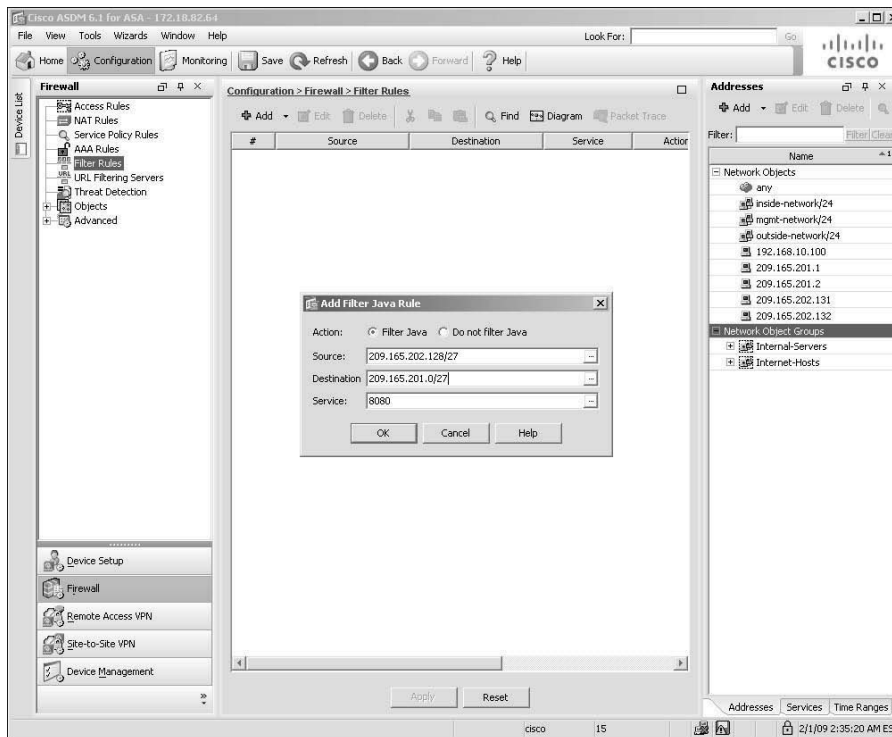 Cisco ASDM 6.1 for ASA - 172.18.82.64
File View Tools Wizards Window Help
Look For:
Go
Home Configuration Monitoring Save Refresh Back Forward Help
CISCO
Device List
Firewall
Access Rules
NAT Rules
Service Policy Rules
AAA Rules
Filter Rules
URL Filtering Servers
Threat Detection
Objects
Advanced
Device Setup
Firewall
Remote Access VPN
Site-to-Site VPN
Device Management
Configuration > Firewall > Filter Rules
Add Edit Delete Find Diagram Packet Trace
# Source Destination Service Action
Add Filter Java Rule
Action: Filter Java Do not filter Java
Source: 209.165.202.128/27
Destination 209.165.201.0/27
Service: 8080
OK Cancel Help
Apply Reset
Addresses
Add Edit Delete
Filter: Filter Clear
Name
Network Objects
any
inside-network/24
mgmt-network/24
outside-network/24
192.168.10.100
209.165.201.1
209.165.201.2
209.165.202.131
209.165.202.132
Network Object Groups
Internal-Servers
Internet-Hosts
Addresses Services Time Ranges
cisco 15 2/1/09 2:35:20 AM ES